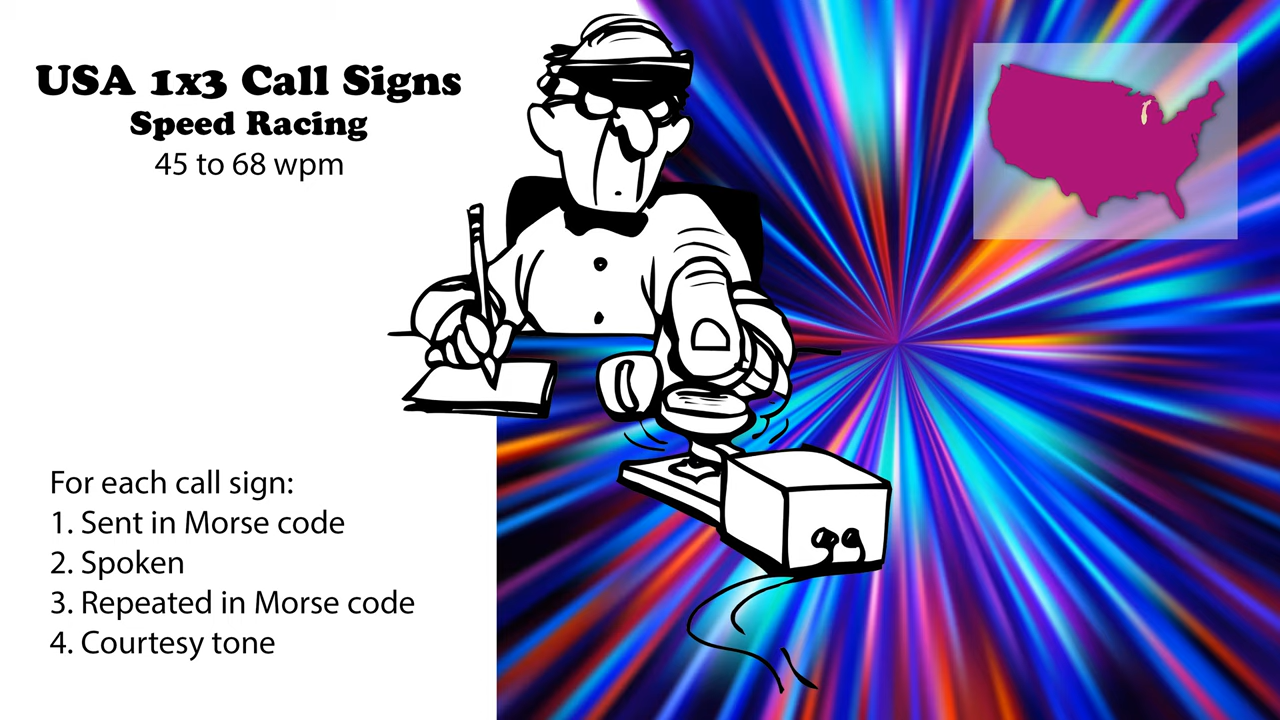 USA 1x3 Call Signs
Speed Racing
45 to 68 wpm
For each call sign:
1. Sent in Morse code
2. Spoken
3. Repeated in Morse code
4. Courtesy tone